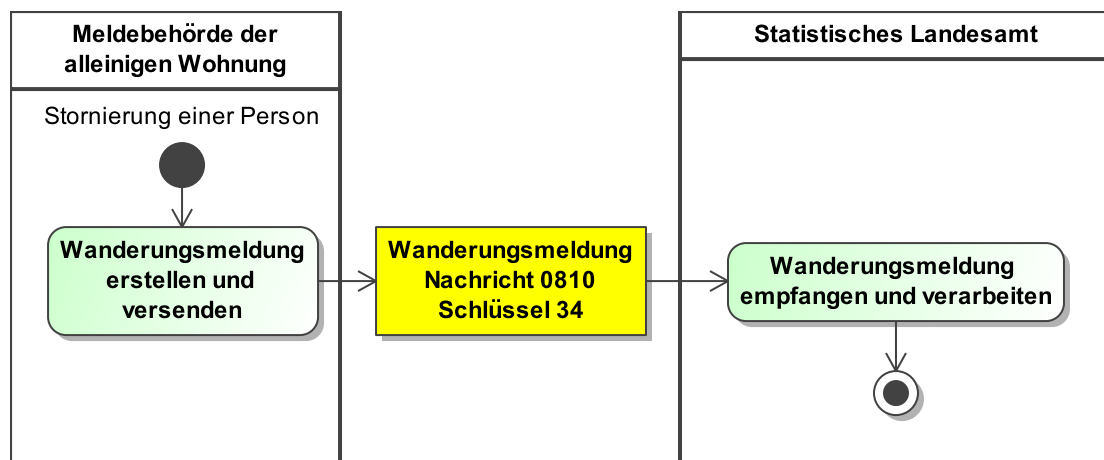 Meldebehörde der
alleinigen Wohnung
Statistisches Landesamt
Stornierung einer Person
Wanderungsmeldung
erstellen und
versenden
Wanderungsmeldung
Nachricht 0810
Schlüssel 34
Wanderungsmeldung
empfangen und verarbeiten